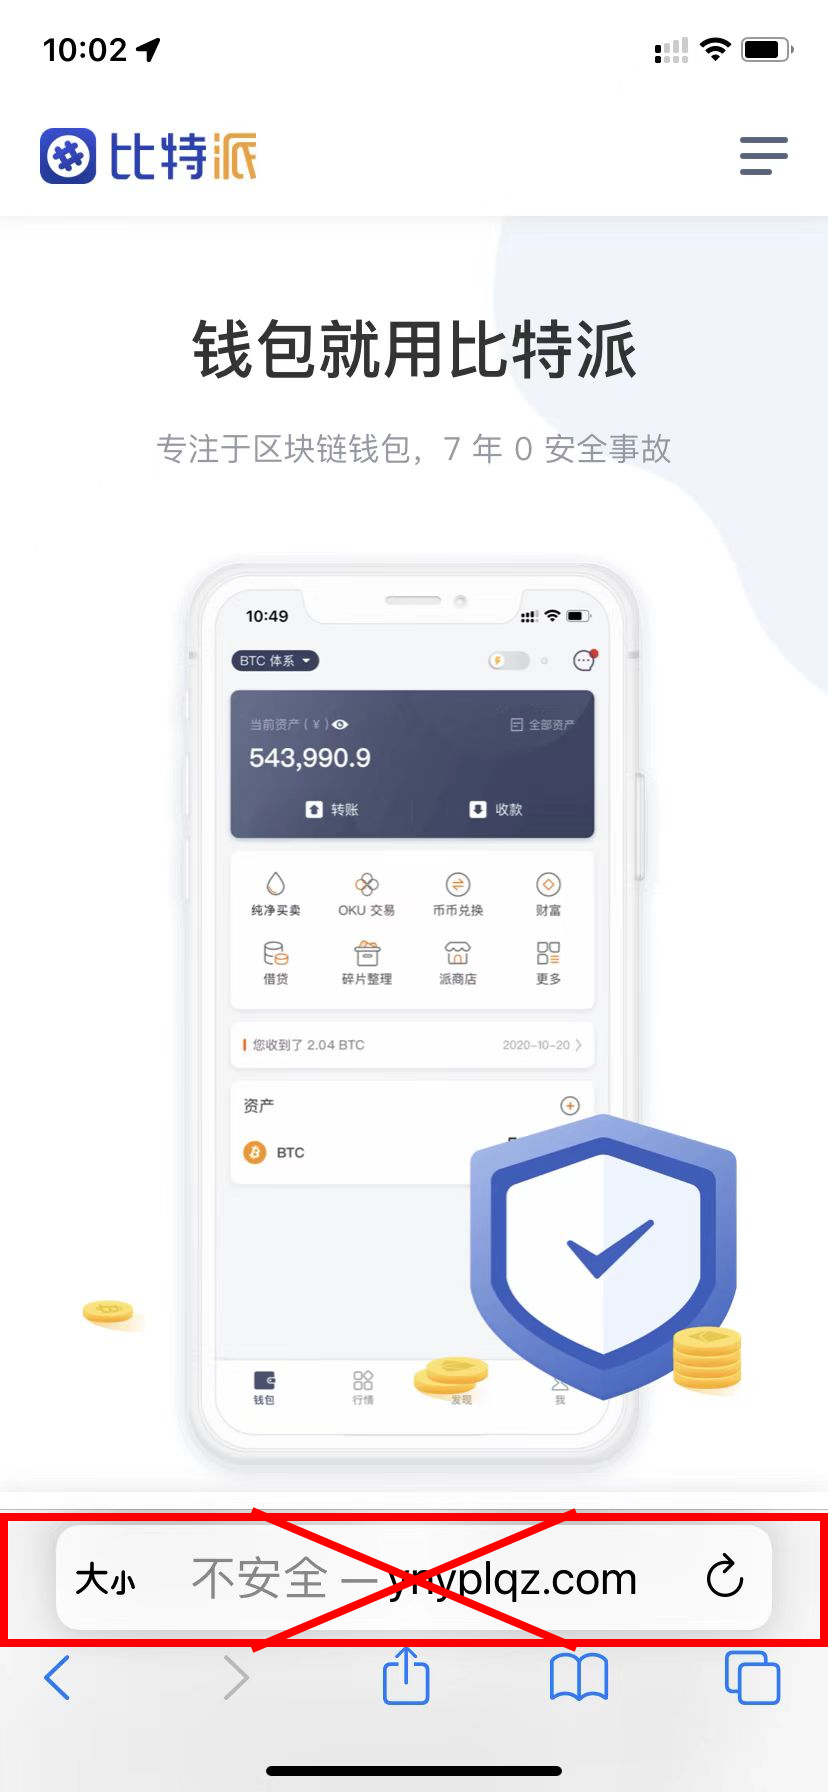 10:02
比特派
钱包就用比特派
专注于区块链钱包，7 年 0 安全事故
10:49
BTC 体系
当前资产 ( ¥ )
全部资产
543,990.9
转账
收款
纯净买卖
OKU 交易
币币兑换
财富
借贷
碎片整理
派商店
更多
您收到了 2.04 BTC
2020-10-20
资产
BTC
钱包
行情
发现
我
大小
不安全 — ynyplqz.com